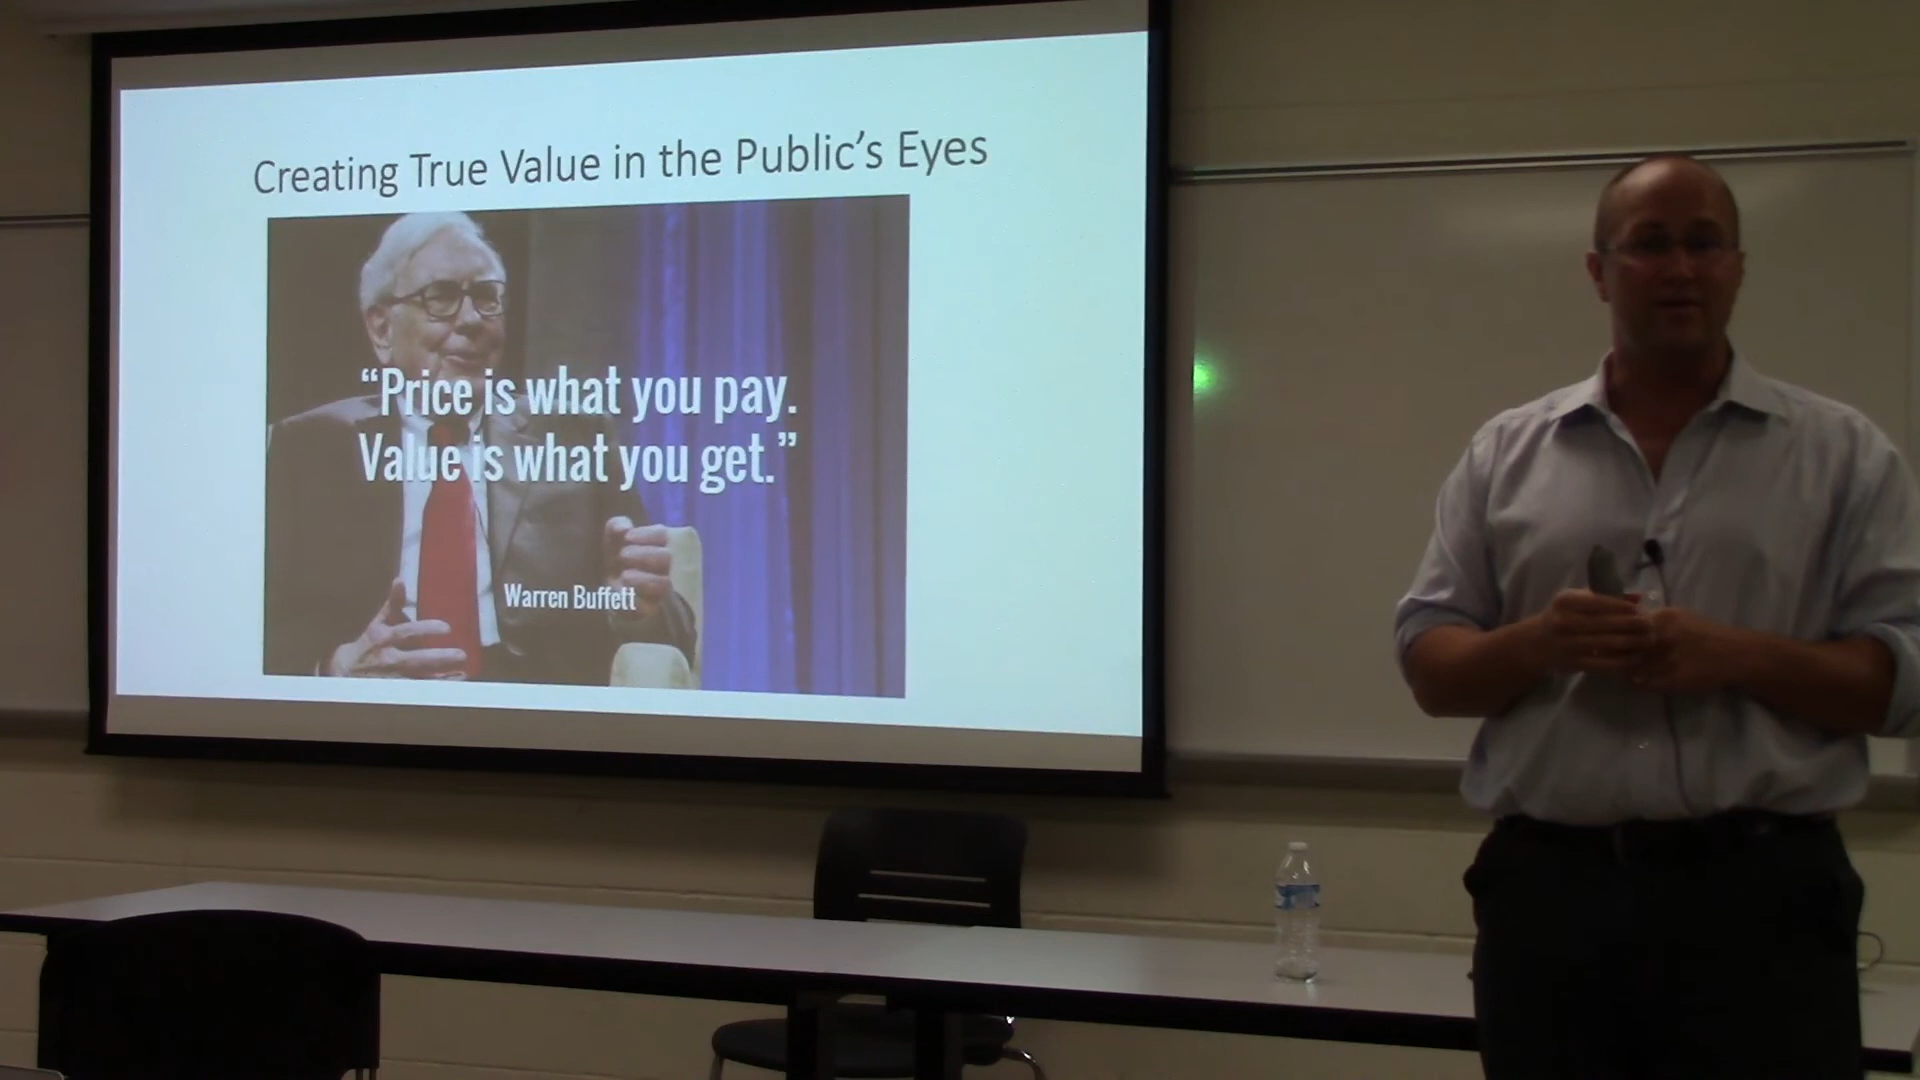 Creating True Value in the Public’s Eyes
“Price is what you pay.
Value is what you get.”
Warren Buffett